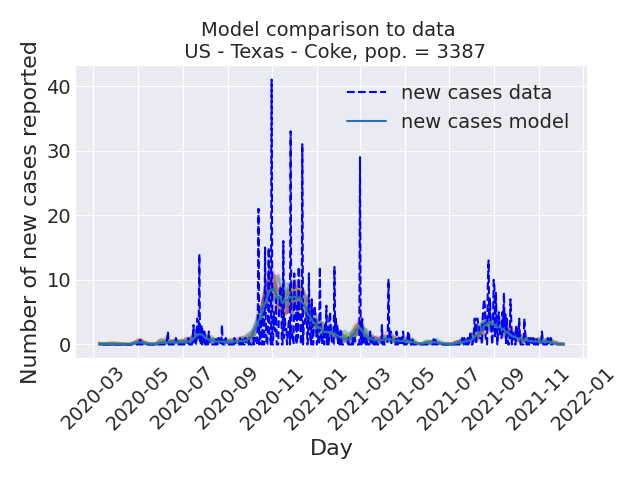 Model comparison to data
US - Texas - Coke, pop. = 3387
Number of new cases reported
40
30
20
10
0
new cases data
new cases model
2020-03
2020-05
2020-07
2020-09
2020-11
2021-01
2021-03
2021-05
2021-07
2021-09
2021-11
2022-01
Day